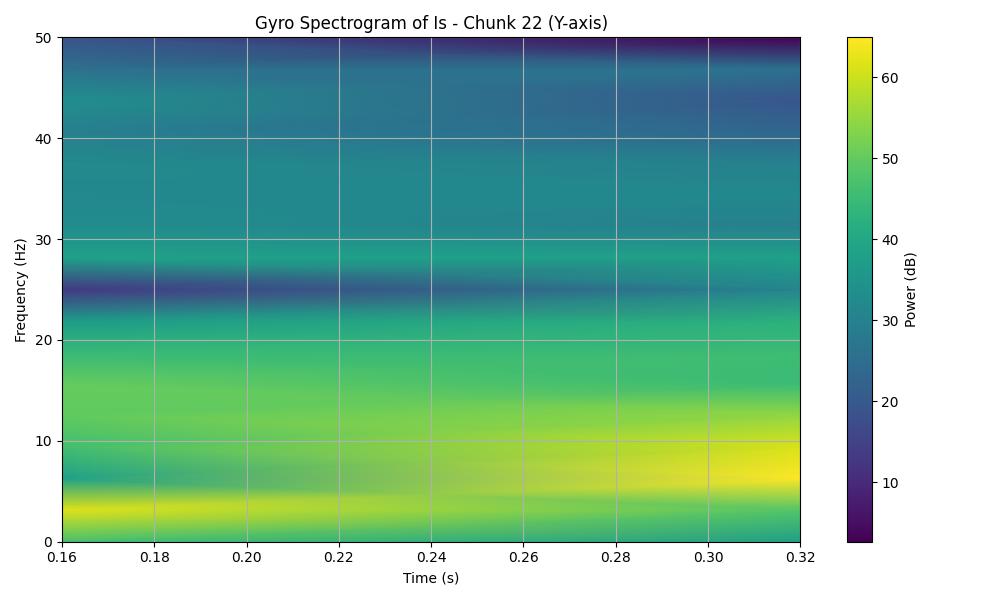 Gyro Spectrogram of Is - Chunk 22 (Y-axis)
50
40
30
20
10
0
Frequency (Hz)
0.16 0.18 0.20 0.22 0.24 0.26 0.28 0.30 0.32
Time (s)
60
50
40
30
20
10
Power (dB)